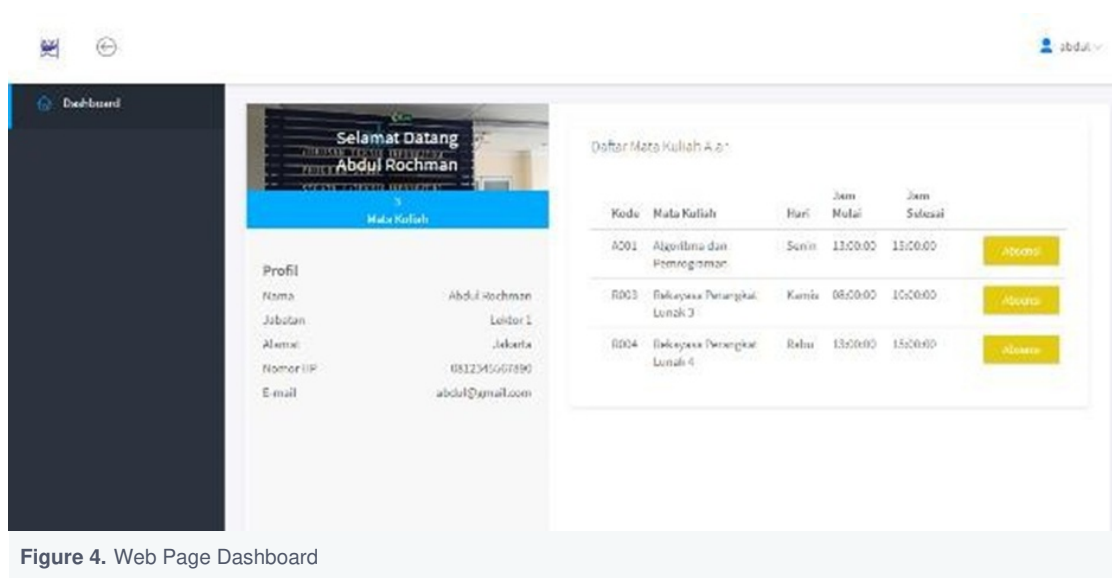 abdul
Dashboard
Selamat Datang
Abdul Rochman
3
Mata Kuliah
Profil
Nama Abdul Rochman
Jabatan Lektor 1
Alamat Jakarta
Nomor HP 0812345567890
E-mail abdul@gmail.com
Daftar Mata Kuliah
Kode Mata Kuliah Hari Jam Mulai Jam Selesai
A001 Algoritma dan Pemrograman Senin 13:00:00 15:00:00 Absensi
R003 Rekayasa Perangkat Lunak 3 Kamis 08:00:00 10:00:00 Absensi
R004 Rekayasa Perangkat Lunak 4 Rabu 13:00:00 15:00:00 Absensi
Figure 4. Web Page Dashboard